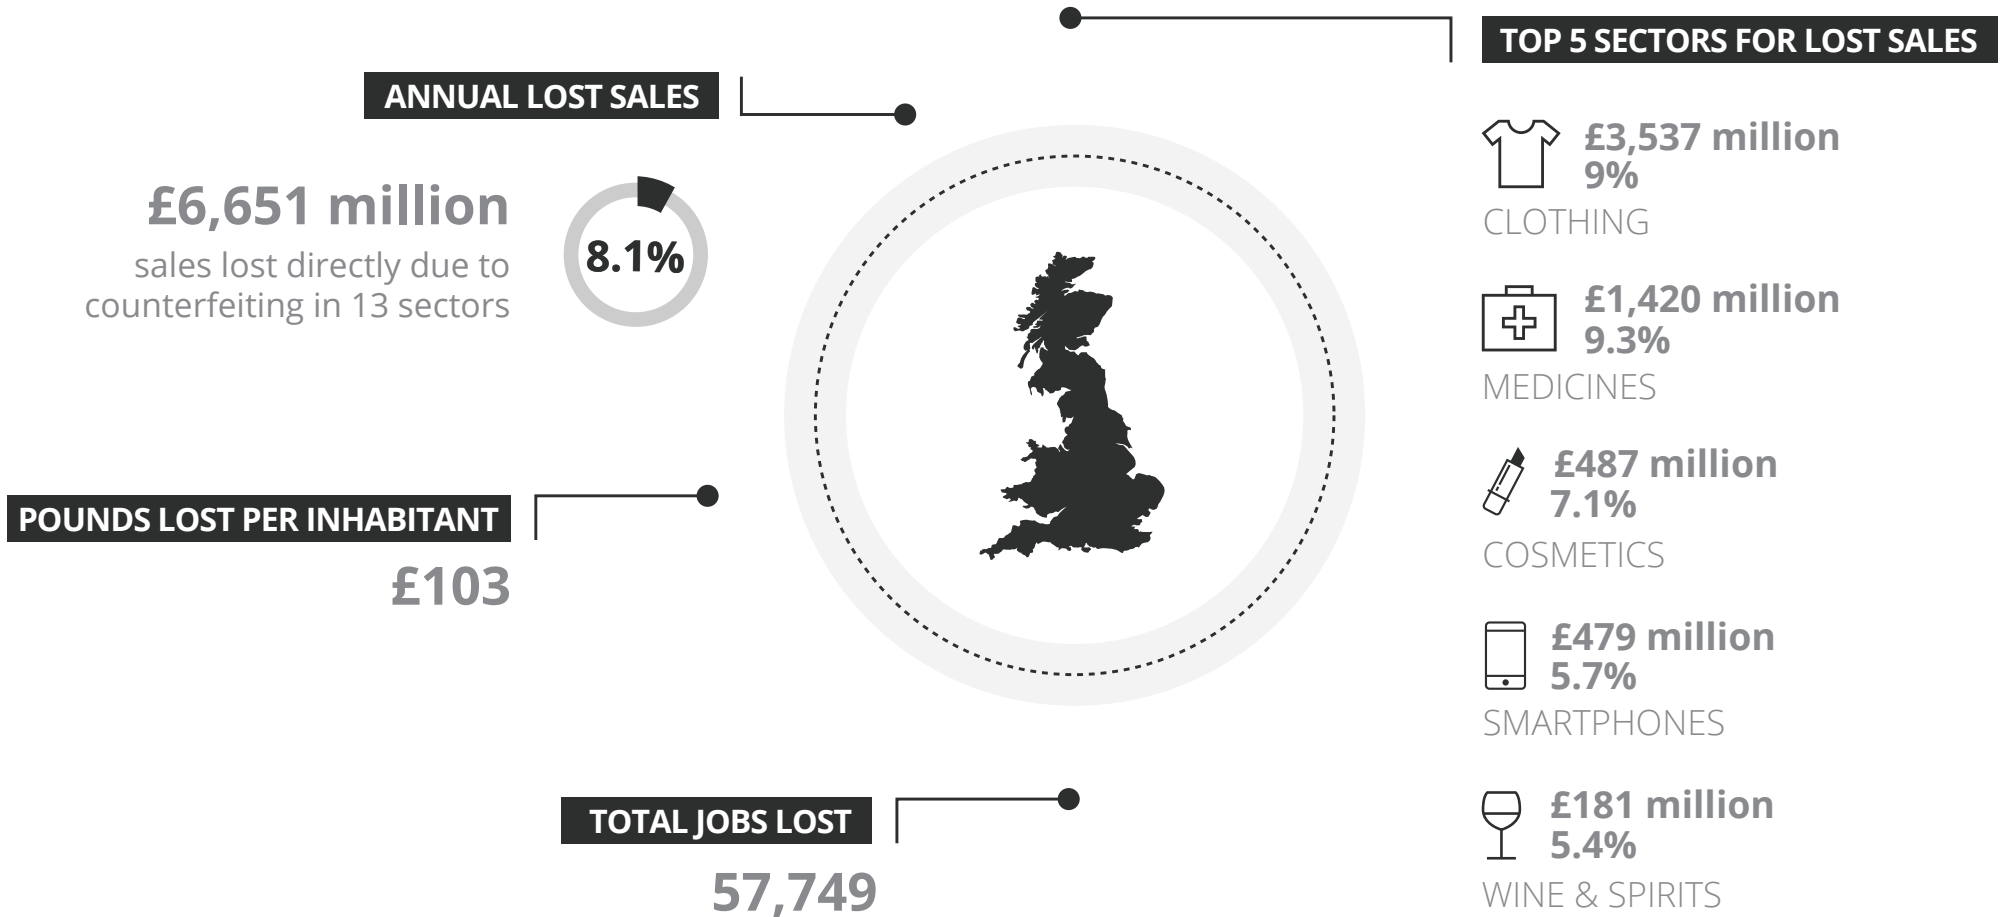 ANNUAL LOST SALES
£6,651 million
sales lost directly due to
counterfeiting in 13 sectors
8.1%
POUNDS LOST PER INHABITANT
£103
TOTAL JOBS LOST
57,749
TOP 5 SECTORS FOR LOST SALES
£3,537 million
9%
CLOTHING
£1,420 million
9.3%
MEDICINES
£487 million
7.1%
COSMETICS
£479 million
5.7%
SMARTPHONES
£181 million
5.4%
WINE & SPIRITS